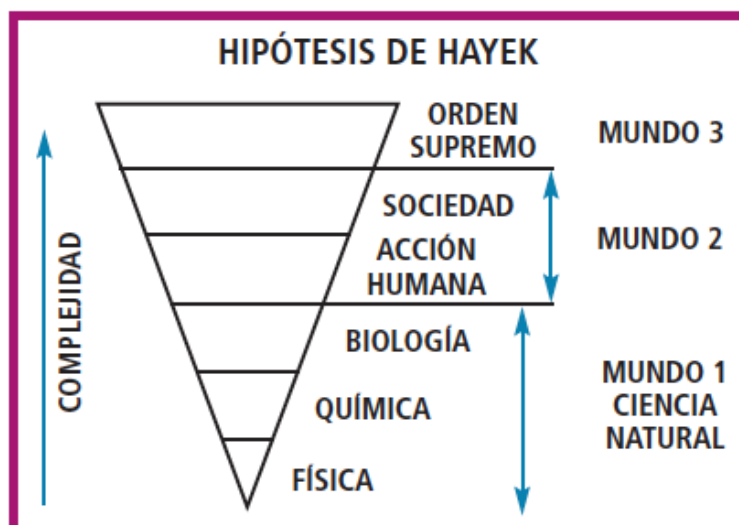 HIPÓTESIS DE HAYEK
ORDEN
SUPREMO
MUNDO 3
SOCIEDAD
ACCIÓN
HUMANA
MUNDO 2
BIOLOGÍA
QUÍMICA
FÍSICA
MUNDO 1
CIENCIA
NATURAL
COMPLEJIDAD